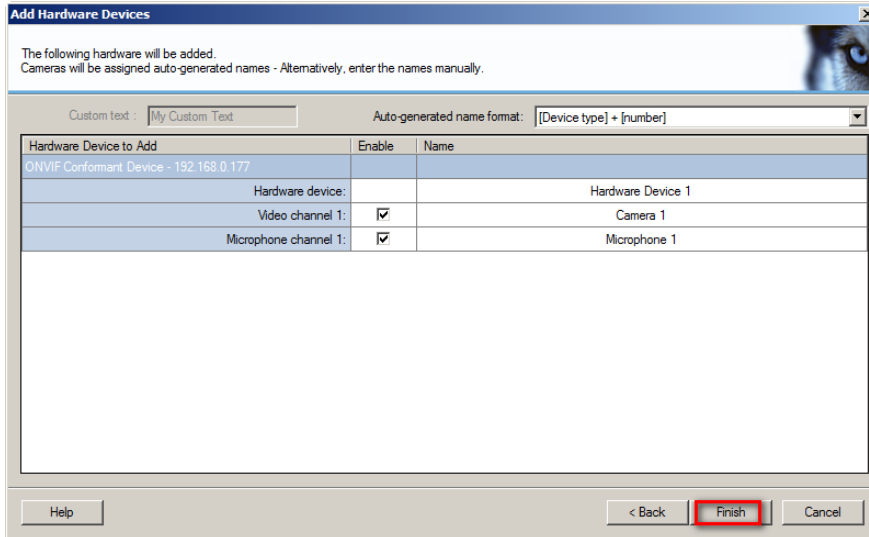 Add Hardware Devices
The following hardware will be added.
Cameras will be assigned auto-generated names - Alternatively, enter the names manually.
Custom text : My Custom Text Auto-generated name format: [Device type] + [number]
Hardware Device to Add Enable Name
ONVIF Conformant Device - 192.168.0.177
Hardware device: Hardware Device 1
Video channel 1: Camera 1
Microphone channel 1: Microphone 1
Help < Back Finish Cancel